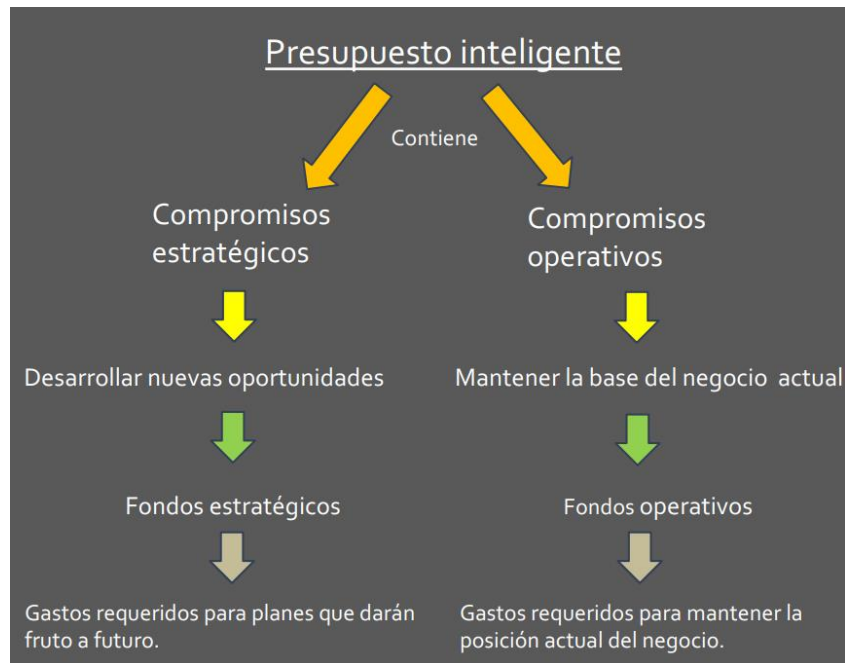 Presupuesto inteligente
Contiene
Compromisos
estratégicos
Compromisos
operativos
Desarrollar nuevas oportunidades
Mantener la base del negocio actual
Fondos estratégicos
Fondos operativos
Gastos requeridos para planes que darán
fruto a futuro.
Gastos requeridos para mantener la
posición actual del negocio.